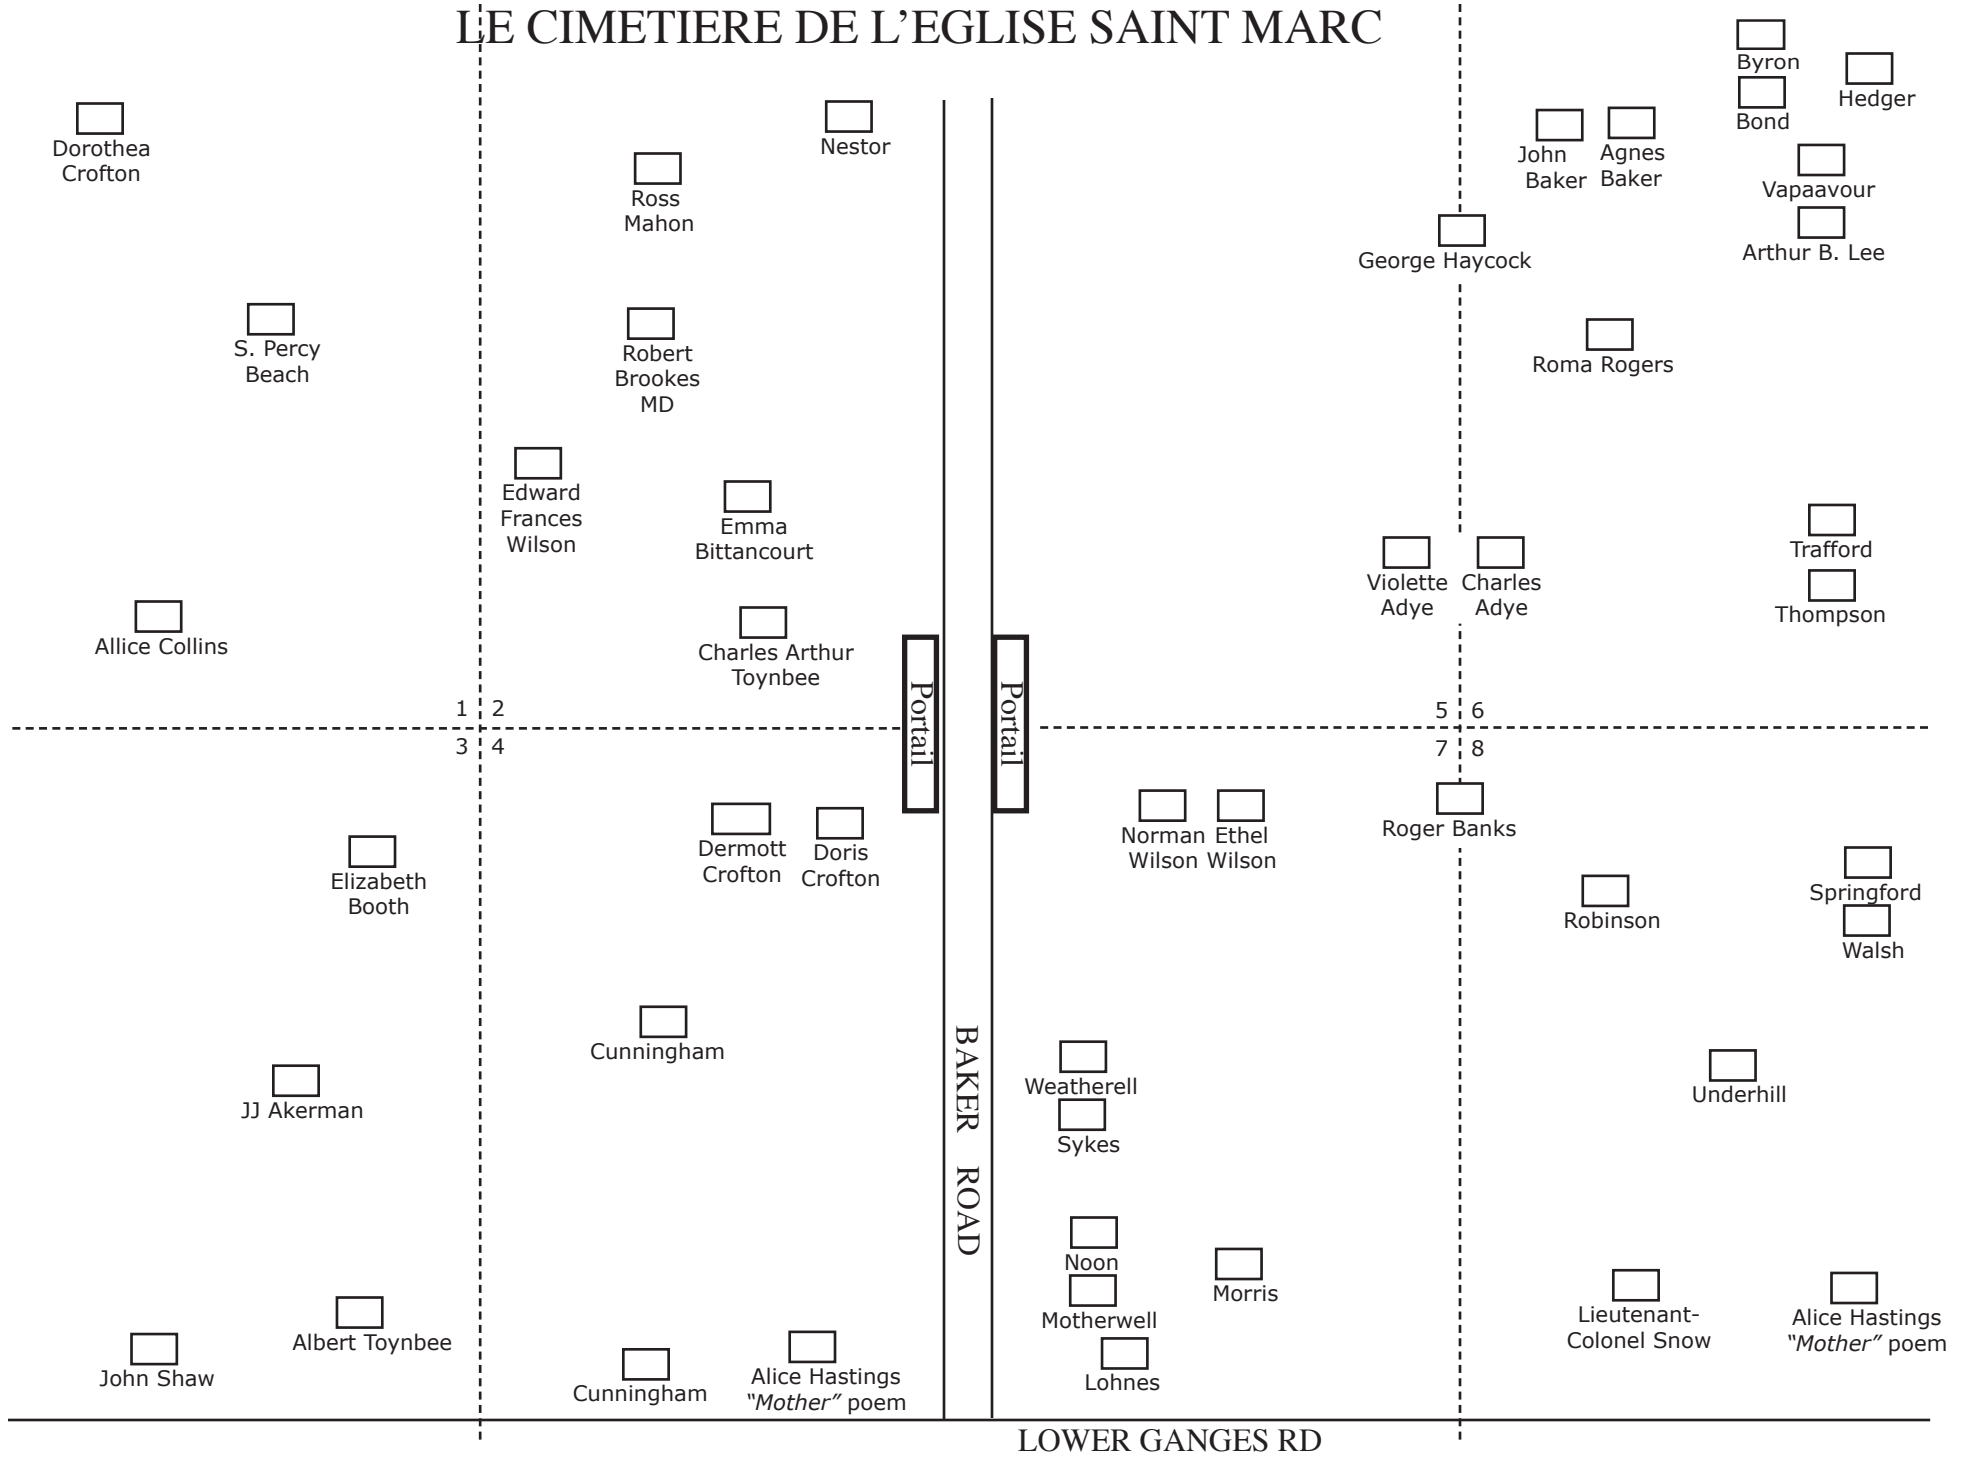 LE CIMETIERE DE L’EGLISE SAINT MARC
Dorothea
Crofton
S. Percy
Beach
Allice Collins
1
Nestor
Ross
Mahon
Robert
Brookes
MD
Edward
Frances
Wilson
Emma
Bittancourt
Charles Arthur
Toynbee
2
Portail
Portail
George Haycock
Violette
Adye
Charles
Adye
5
Byron
Hedger
Bond
John
Baker
Agnes
Baker
Vapaavour
Arthur B. Lee
Roma Rogers
Trafford
Thompson
6
3
Elizabeth
Booth
JJ Akerman
Albert Toynbee
John Shaw
4
Dermott
Crofton
Doris
Crofton
Cunningham
Cunningham
Alice Hastings
“Mother” poem
BAKER ROAD
7
Norman
Wilson
Ethel
Wilson
Roger Banks
Weatherell
Sykes
Noon
Motherwell
Morris
Lohnes
8
Robinson
Springford
Walsh
Underhill
Lieutenant-
Colonel Snow
Alice Hastings
“Mother” poem
LOWER GANGES RD